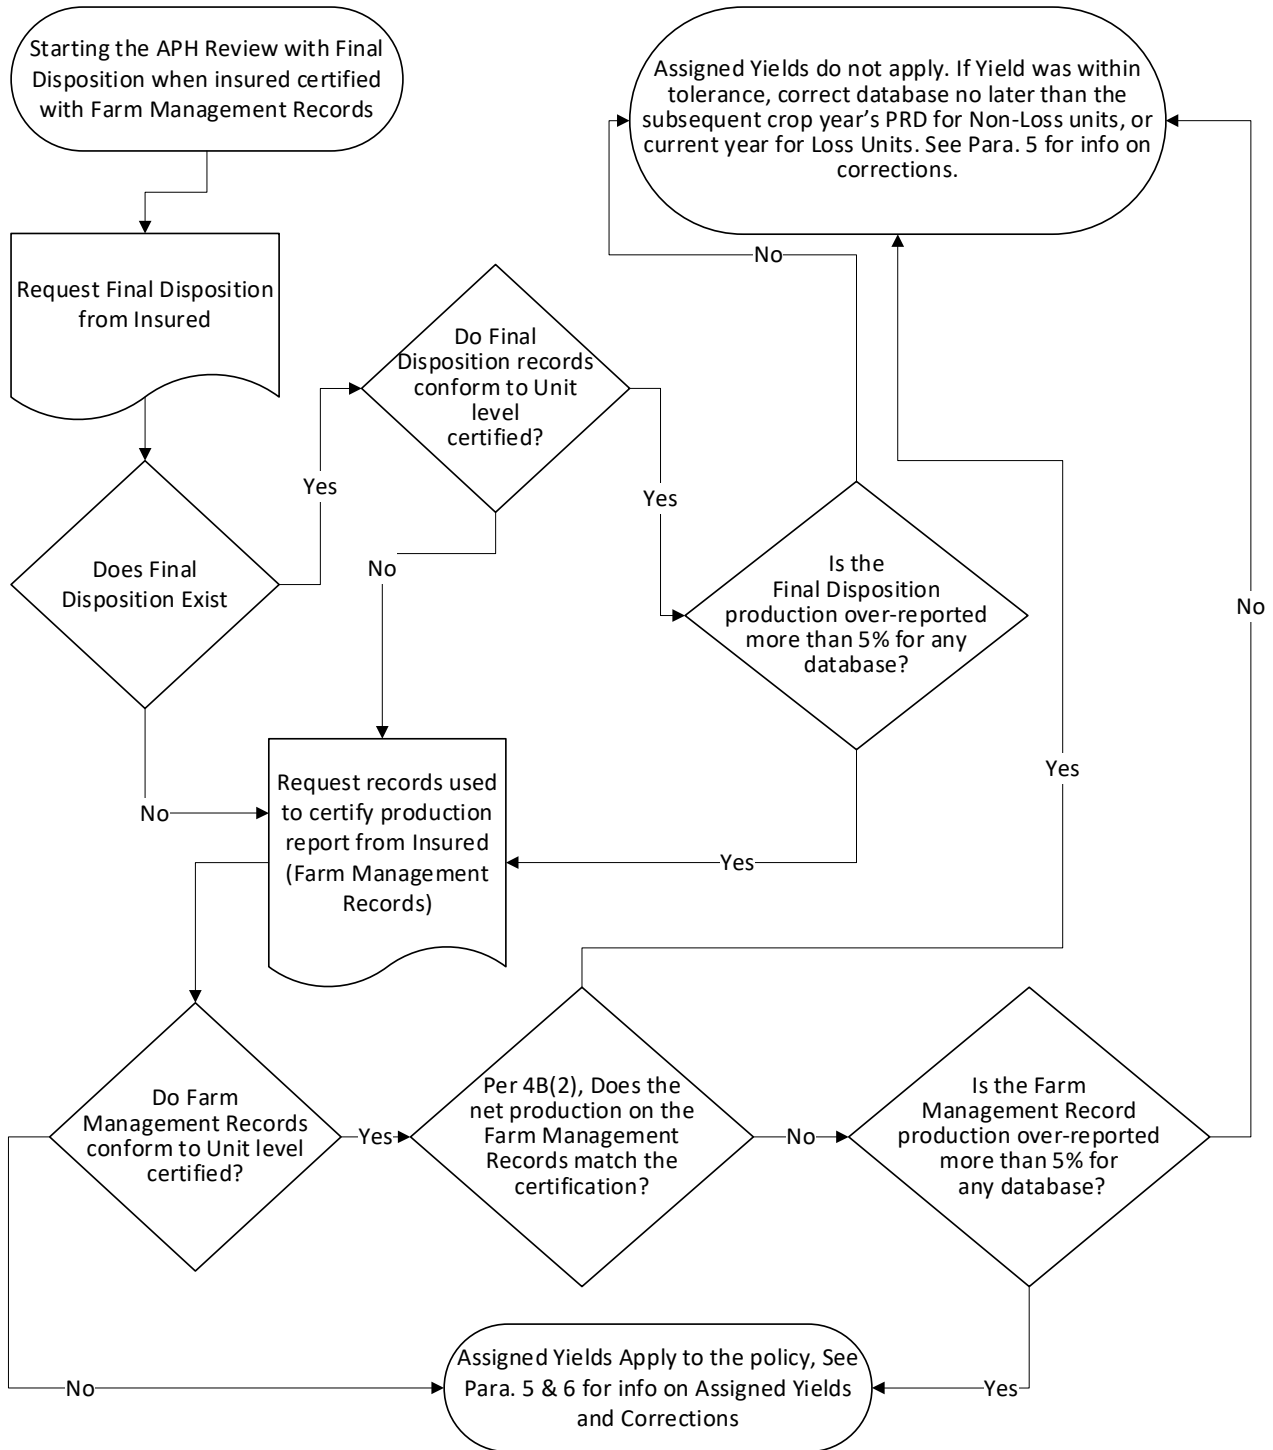 Starting the APH Review with Final
Disposition when insured certified
with Farm Management Records
Assigned Yields do not apply. If Yield was within
tolerance, correct database no later than the
subsequent crop year's PRD for Non-Loss units, or
current year for Loss Units. See Para. 5 for info on
corrections.
No
Request Final Disposition
from Insured
Do Final
Disposition records
conform to Unit
level
certified?
Yes
Yes
Does Final
Disposition Exist
No
Is the
Final Disposition
production over-reported
more than 5% for any
database?
No
Yes
No
Request records used
to certify production
report from Insured
(Farm Management
Records)
Yes
Do Farm
Management Records
conform to Unit level
certified?
Yes
Per 4B(2), Does the
net production on the
Farm Management
Records match the
certification?
No
Is the Farm
Management Record
production over-reported
more than 5% for
any database?
No
Assigned Yields Apply to the policy, See
Para. 5 & 6 for info on Assigned Yields
and Corrections
Yes